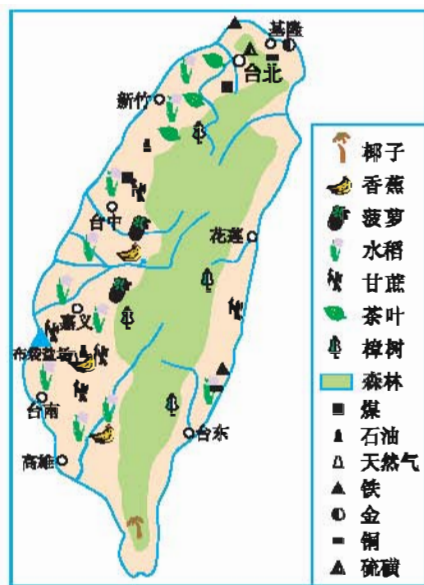 基隆
台北
新竹
台中
花莲
嘉义
布袋盐场
台南
台东
高雄
椰子
香蕉
菠萝
水稻
甘蔗
茶叶
樟树
森林
煤
石油
天然气
铁
金
铜
硫磺